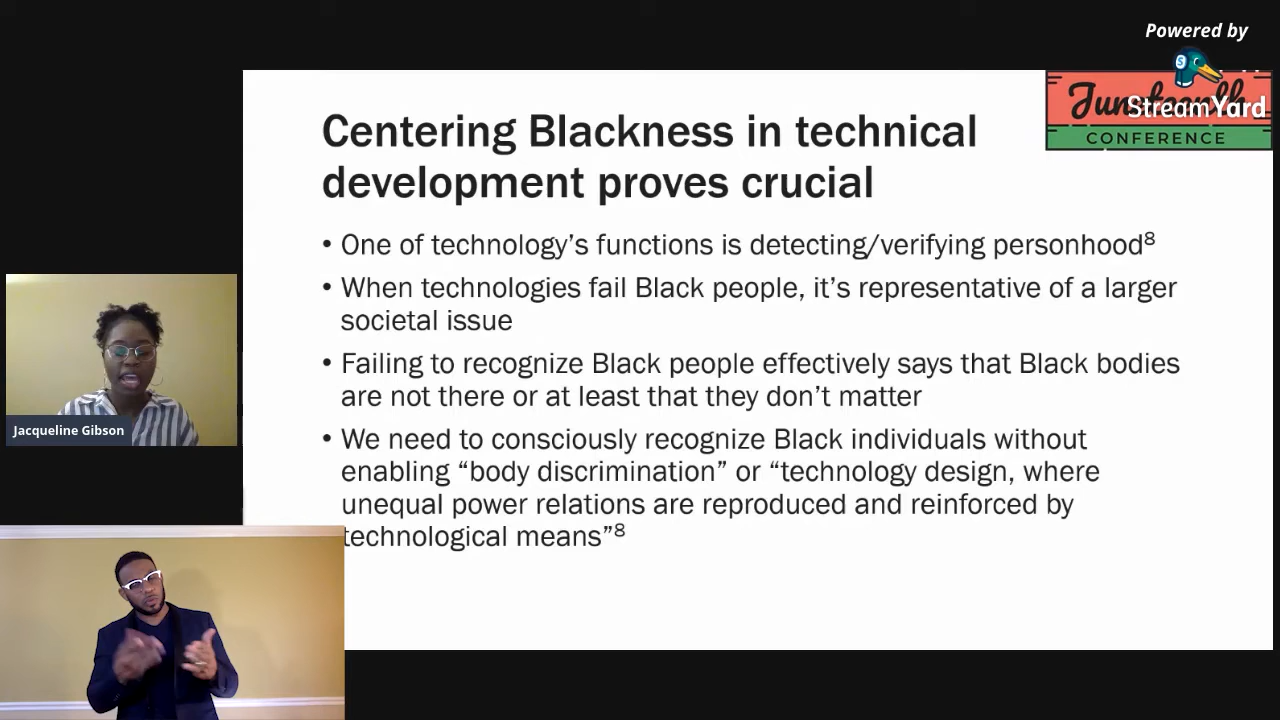 Powered by
StreamYard
Juneteenth
CONFERENCE
Centering Blackness in technical
development proves crucial
• One of technology’s functions is detecting/verifying personhood⁸
• When technologies fail Black people, it’s representative of a larger
societal issue
• Failing to recognize Black people effectively says that Black bodies
are not there or at least that they don’t matter
• We need to consciously recognize Black individuals without
enabling “body discrimination” or “technology design, where
unequal power relations are reproduced and reinforced by
technological means”⁸
Jacqueline Gibson